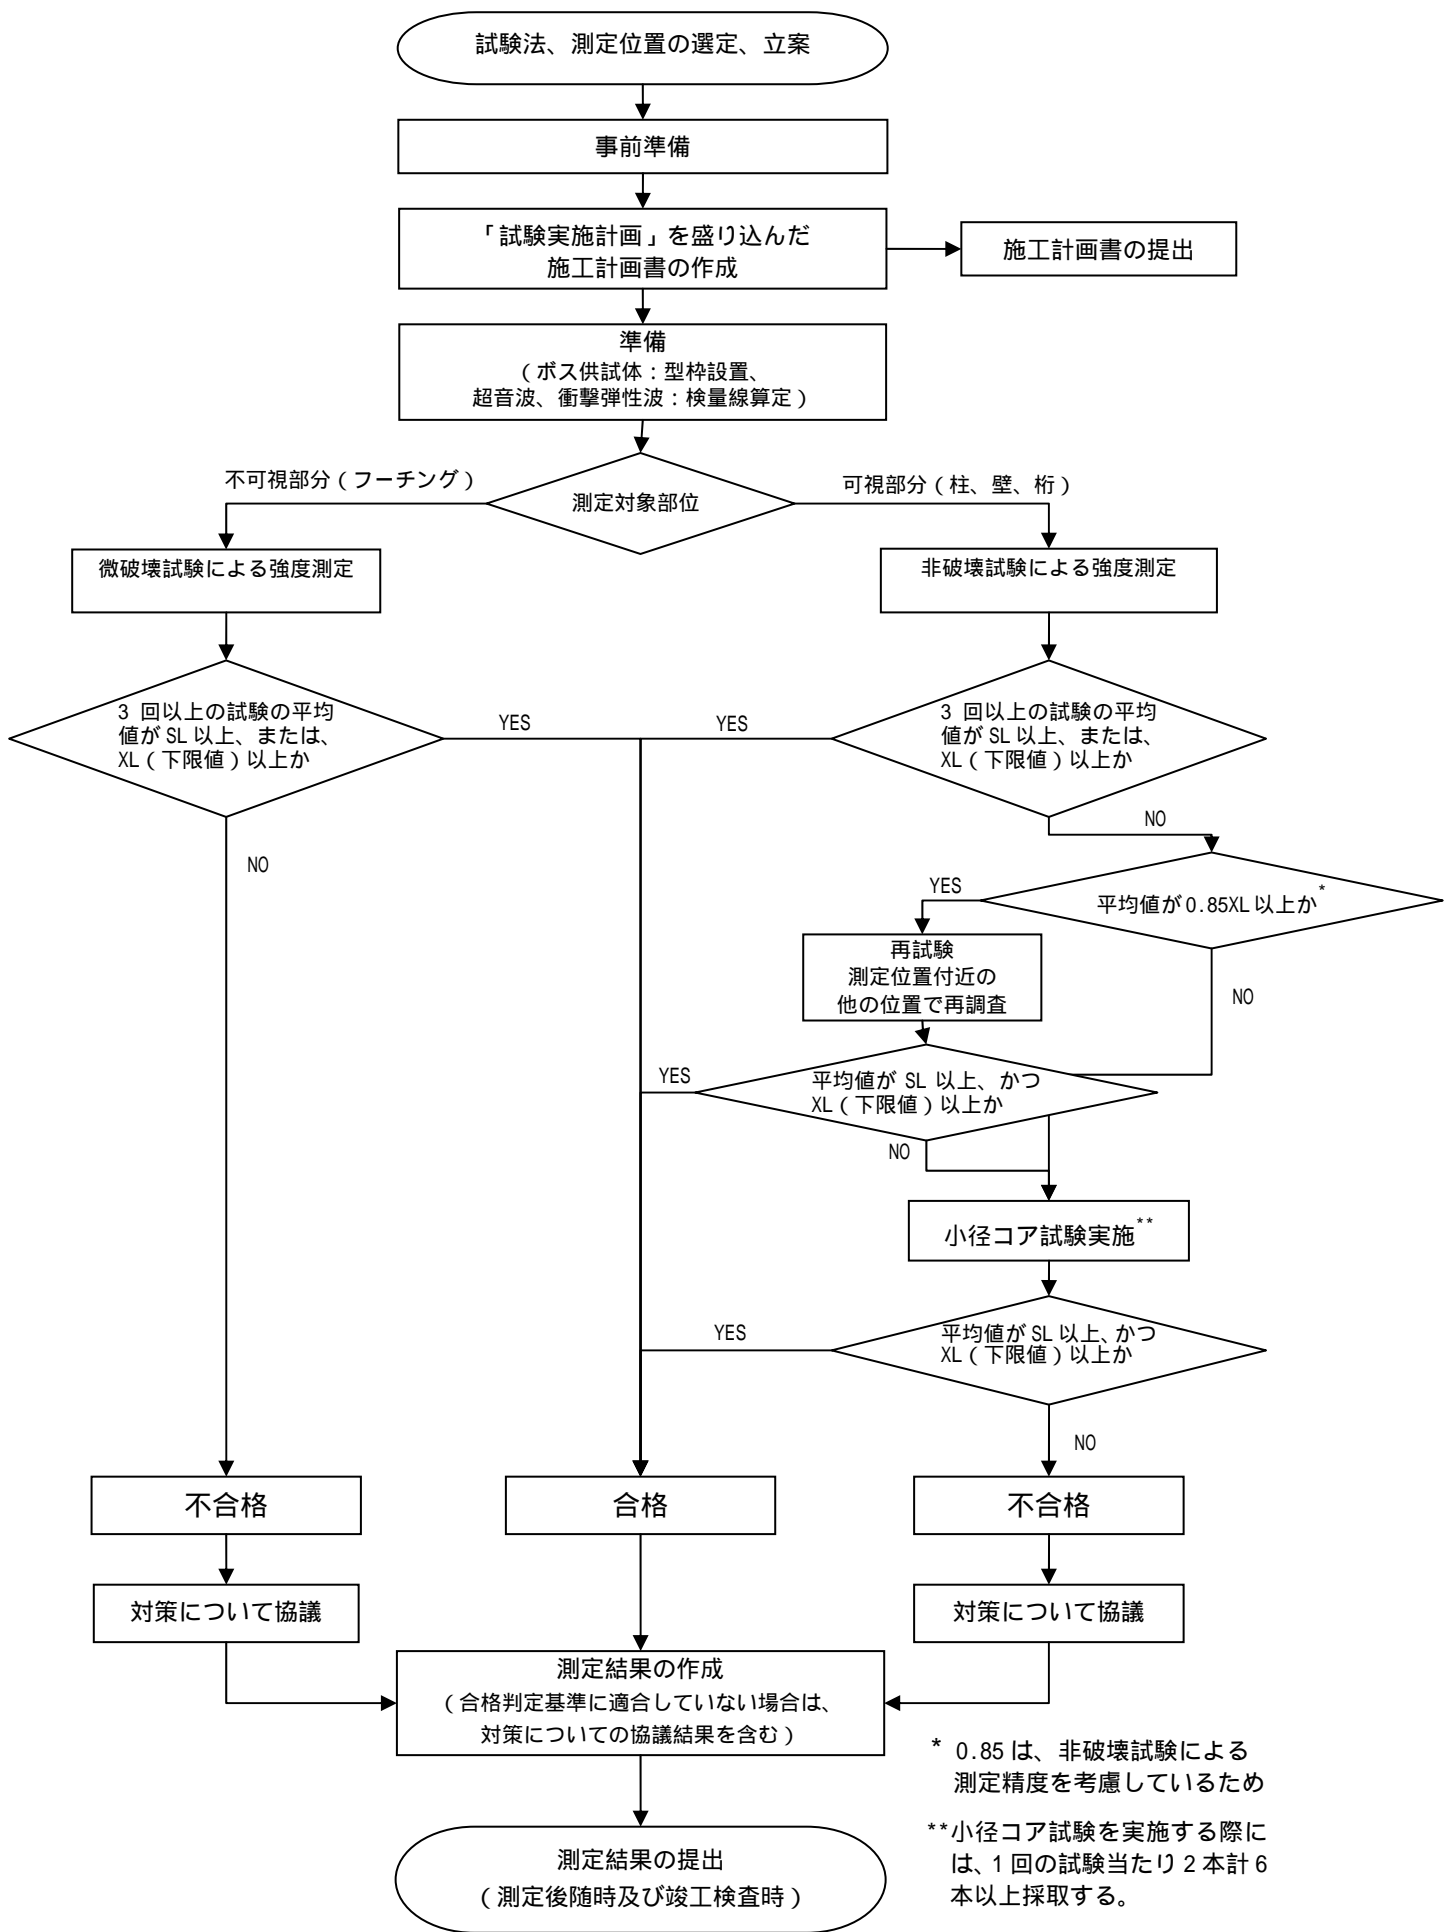 試験法、測定位置の選定、立案
事前準備
「試験実施計画」を盛り込んだ
施工計画書の作成
施工計画書の提出
準備
（ボス供試体：型枠設置、
超音波、衝撃弾性波：検量線算定）
不可視部分（フーチング）
測定対象部位
可視部分（柱、壁、桁）
微破壊試験による強度測定
非破壊試験による強度測定
3 回以上の試験の平均
値が SL 以上、または、
XL（下限値）以上か
YES
YES
3 回以上の試験の平均
値が SL 以上、または、
XL（下限値）以上か
NO
NO
YES
平均値が 0.85XL 以上か*
再試験
測定位置付近の
他の位置で再調査
NO
YES
平均値が SL 以上、かつ
XL（下限値）以上か
NO
小径コア試験実施**
YES
平均値が SL 以上、かつ
XL（下限値）以上か
NO
不合格
合格
不合格
対策について協議
対策について協議
測定結果の作成
（合格判定基準に適合していない場合は、
対策についての協議結果を含む）
* 0.85 は、非破壊試験による
測定精度を考慮しているため
**小径コア試験を実施する際に
は、1 回の試験当たり 2 本計 6
本以上採取する。
測定結果の提出
（測定後随時及び竣工検査時）